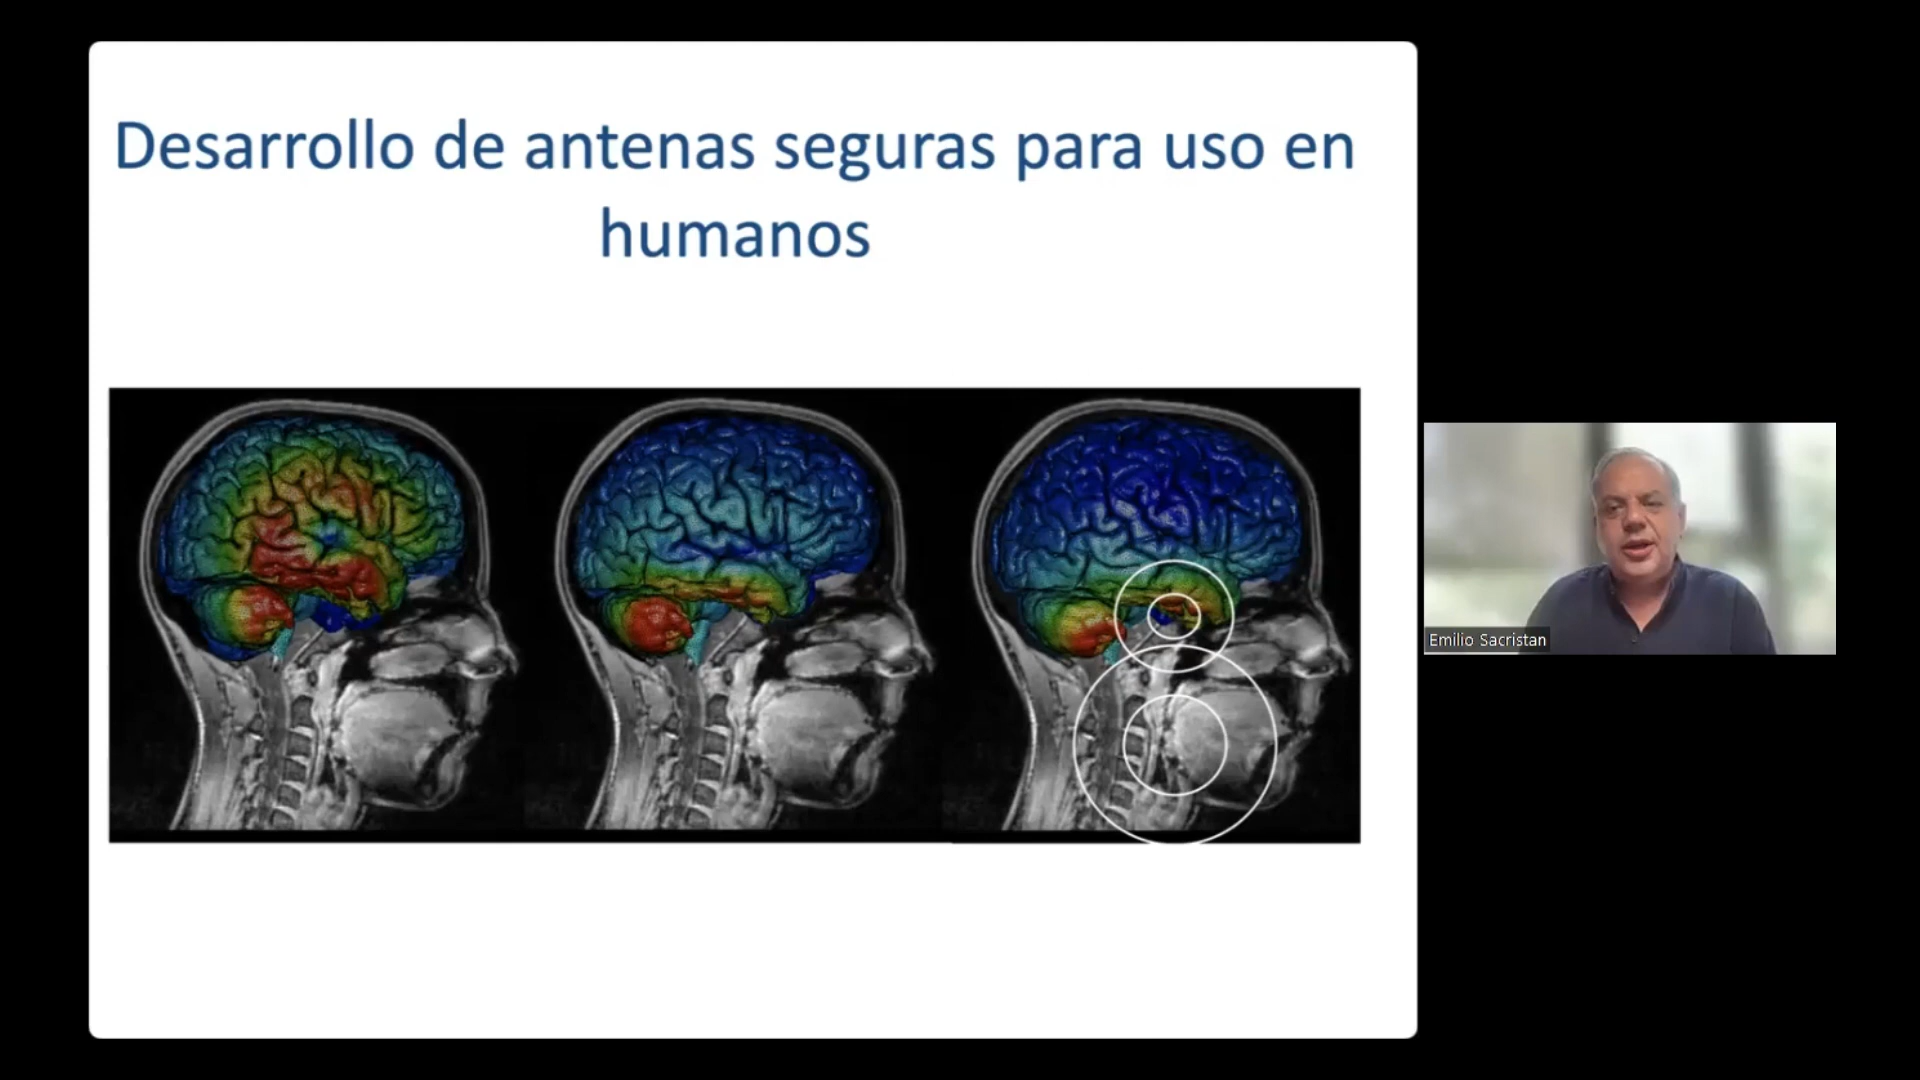 Desarrollo de antenas seguras para uso en
humanos
Emilio Sacristan